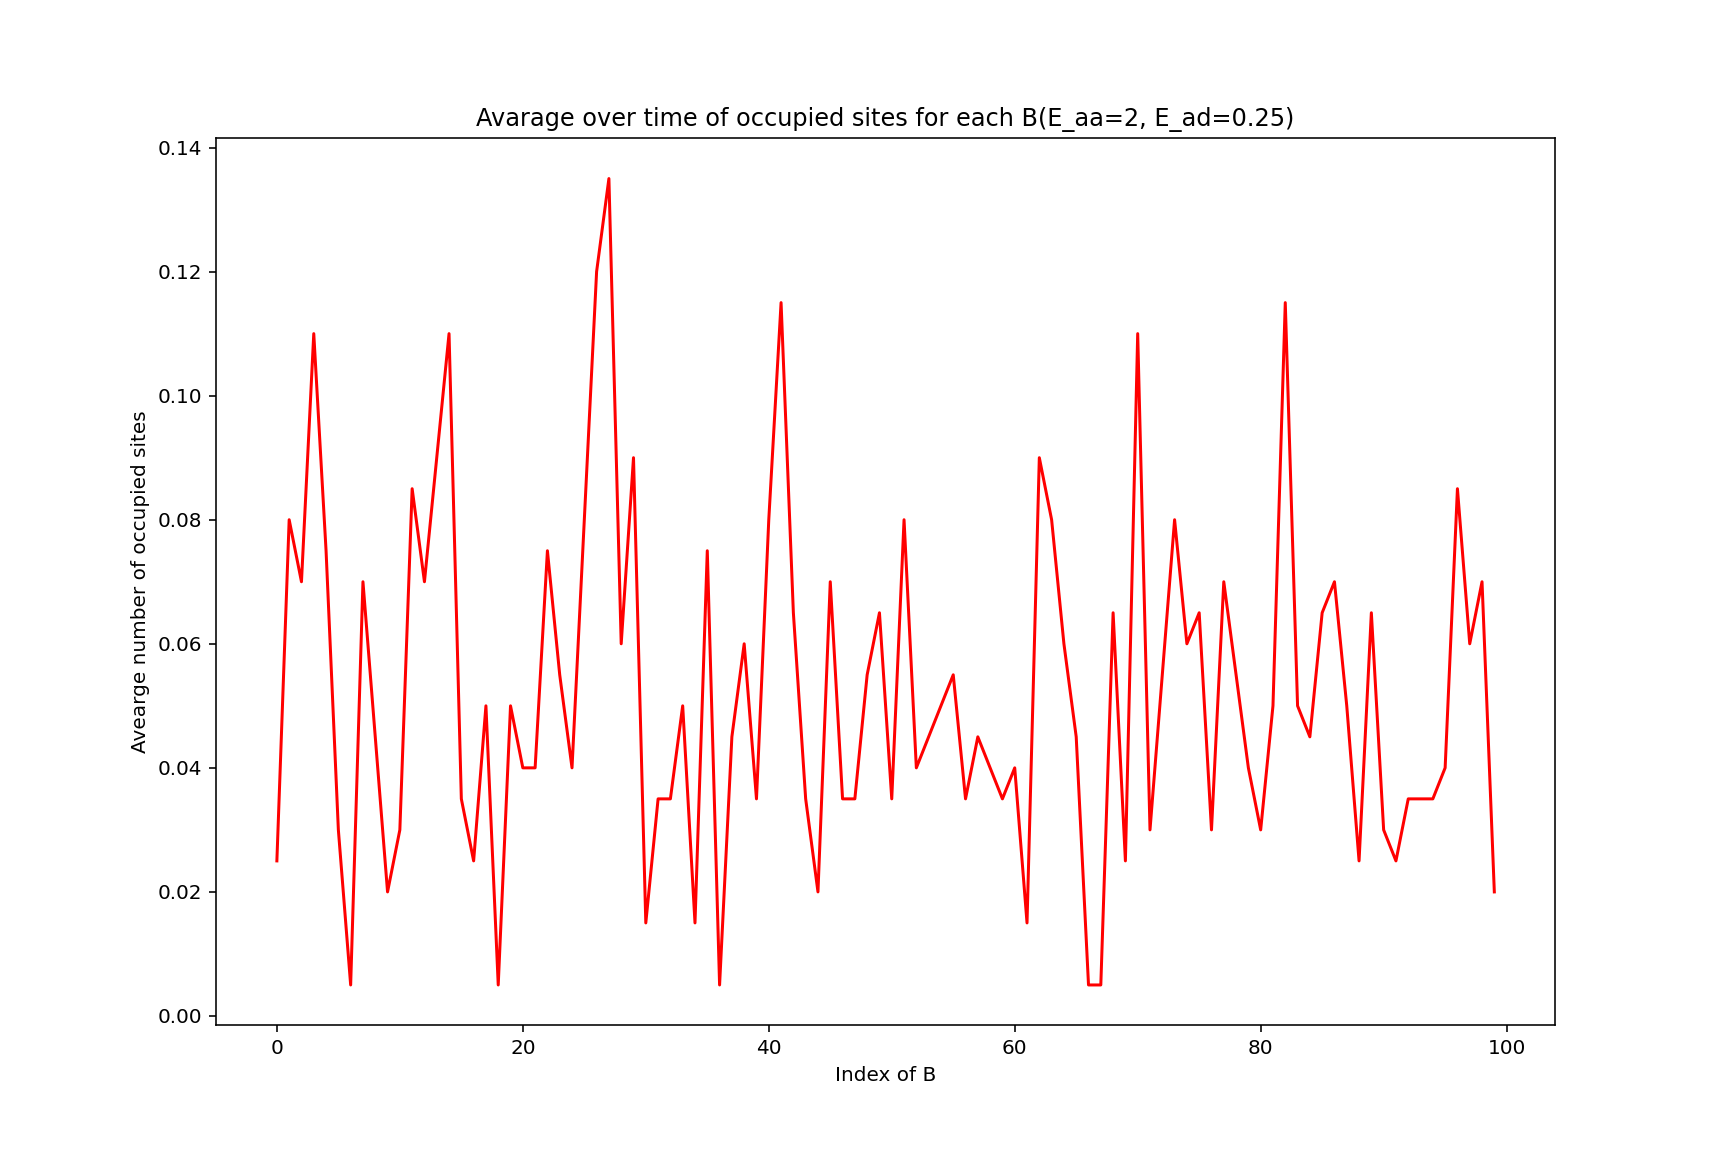 Avarage over time of occupied sites for each B(E_aa=2, E_ad=0.25)
0.14
0.12
0.10
0.08
0.06
0.04
0.02
0.00
Avearge number of occupied sites
0 20 40 60 80 100
Index of B